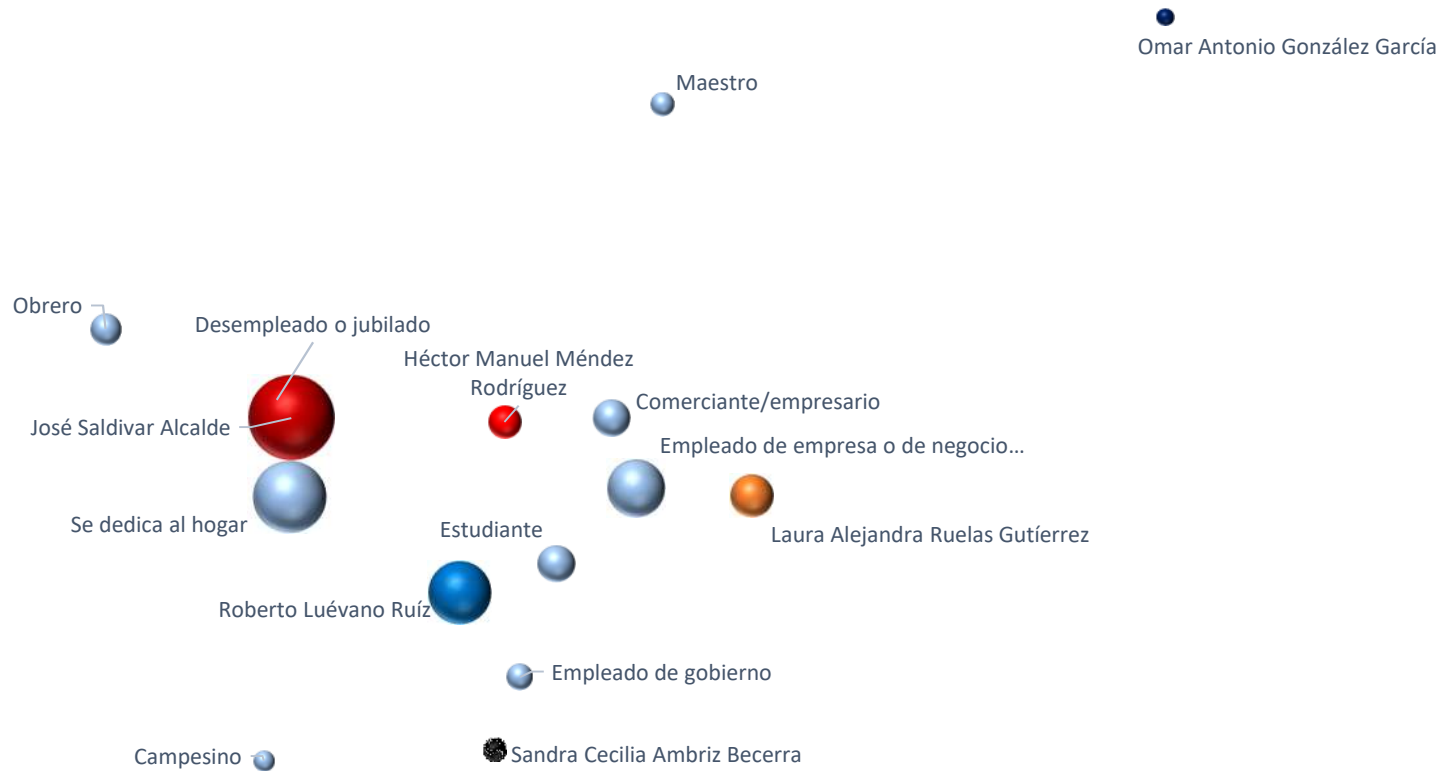 Omar Antonio González García
Maestro
Obrero
Desempleado o jubilado
Héctor Manuel Méndez
Rodríguez
Comerciante/empresario
José Saldivar Alcalde
Empleado de empresa o de negocio...
Se dedica al hogar
Estudiante
Laura Alejandra Ruelas Gutíerrez
Roberto Luévano Ruíz
Empleado de gobierno
Campesino
Sandra Cecilia Ambriz Becerra